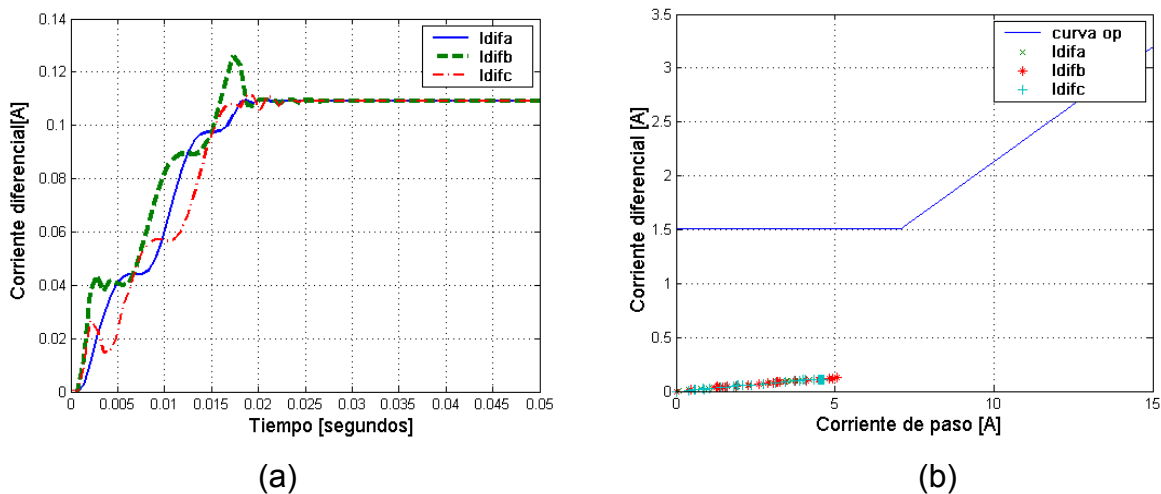 0.14
0.12
0.1
0.08
0.06
0.04
0.02
0
Corriente diferencial[A]
Idifa
Idifb
Idifc
0 0.005 0.01 0.015 0.02 0.025 0.03 0.035 0.04 0.045 0.05
Tiempo [segundos]
(a)
3.5
3
2.5
2
1.5
1
0.5
0
Corriente diferencial [A]
curva op
Idifa
Idifb
Idifc
0 5 10 15
Corriente de paso [A]
(b)